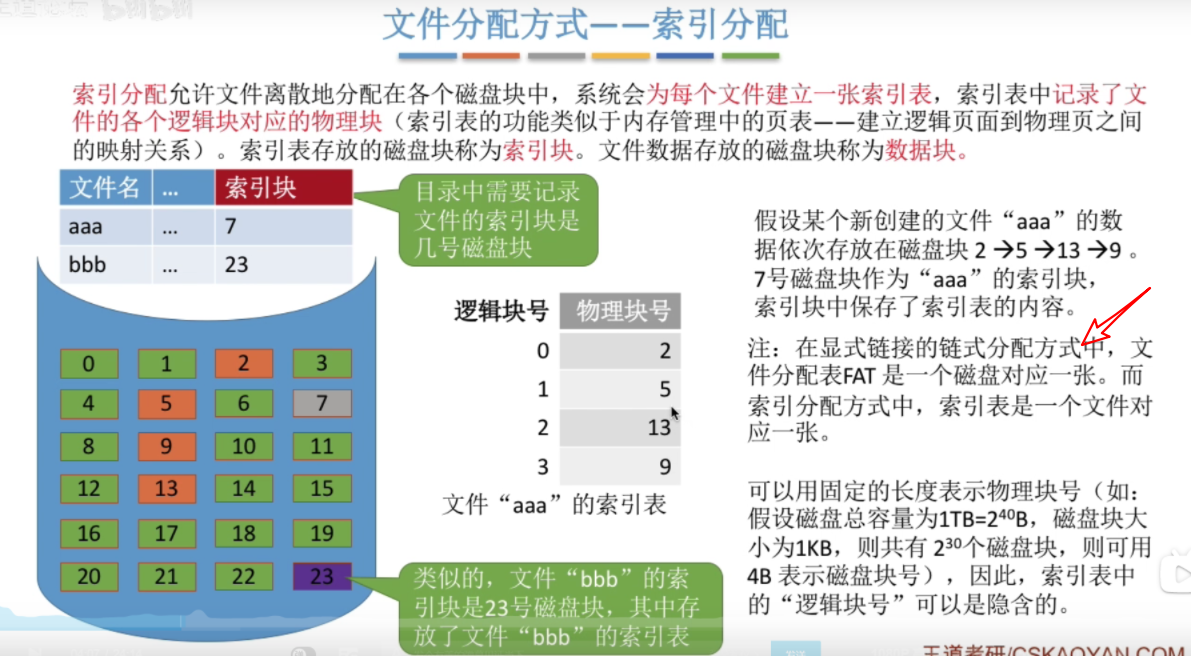 文件分配方式——索引分配
索引分配允许文件离散地分配在各个磁盘块中，系统会为每个文件建立一张索引表，索引表中记录了文
件的各个逻辑块对应的物理块（索引表的功能类似于内存管理中的页表——建立逻辑页面到物理页之间
的映射关系）。索引表存放的磁盘块称为索引块。文件数据存放的磁盘块称为数据块。
文件名 ... 索引块
aaa ... 7
bbb ... 23
目录中需要记录
文件的索引块是
几号磁盘块
0 1 2 3
4 5 6 7
8 9 10 11
12 13 14 15
16 17 18 19
20 21 22 23
逻辑块号 物理块号
0 2
1 5
2 13
3 9
文件“aaa”的索引表
类似的，文件“bbb”的索
引块是23号磁盘块，其中存
放了文件“bbb”的索引表
假设某个新创建的文件“aaa”的数
据依次存放在磁盘块 2 →5 →13 →9 。
7号磁盘块作为“aaa”的索引块，
索引块中保存了索引表的内容。
注：在显式链接的链式分配方式中，文
件分配表FAT 是一个磁盘对应一张。而
索引分配方式中，索引表是一个文件对
应一张。
可以用固定的长度表示物理块号（如：
假设磁盘总容量为1TB=2⁴⁰B，磁盘块大
小为1KB，则共有 2³⁰个磁盘块，则可用
4B 表示磁盘块号），因此，索引表中
的“逻辑块号”可以是隐含的。
王道考研/CSKAOYAN.COM